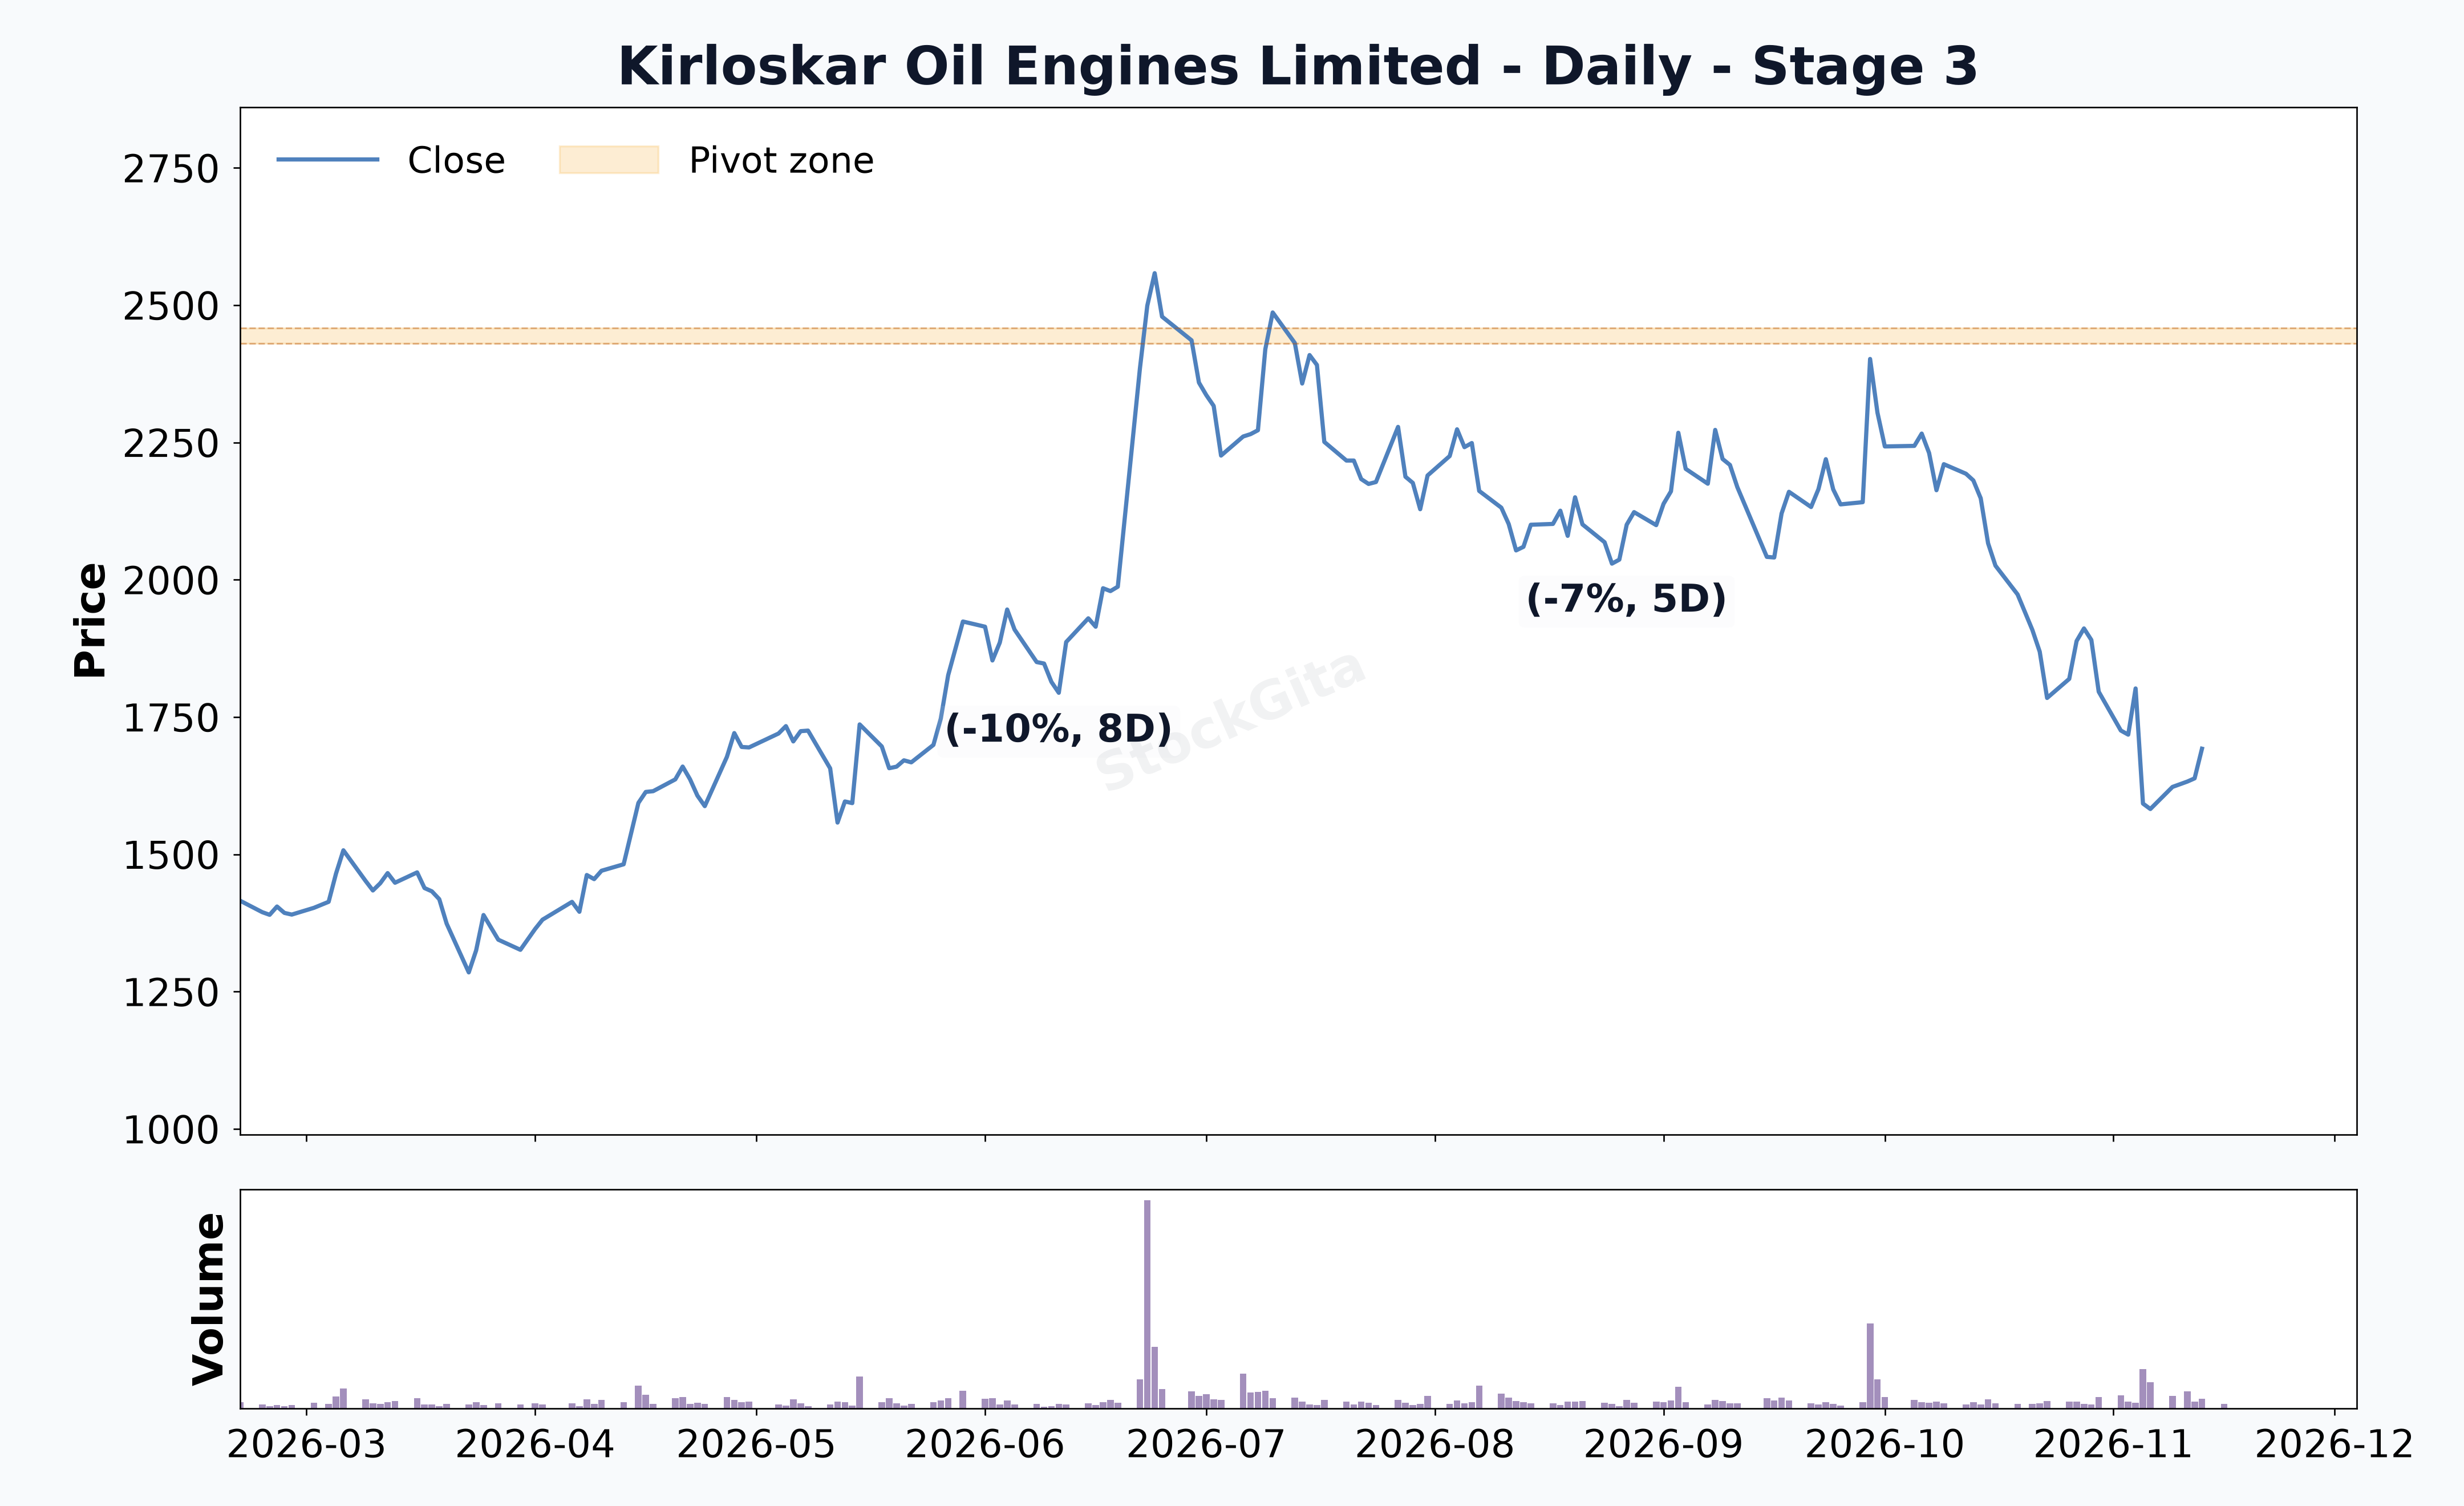 Kirloskar Oil Engines Limited - Daily - Stage 3
Close
Pivot zone
2750
2500
2250
2000
1750
1500
1250
1000
Price
(-10%, 8D)
(-7%, 5D)
StockGita
Volume
2026-03
2026-04
2026-05
2026-06
2026-07
2026-08
2026-09
2026-10
2026-11
2026-12